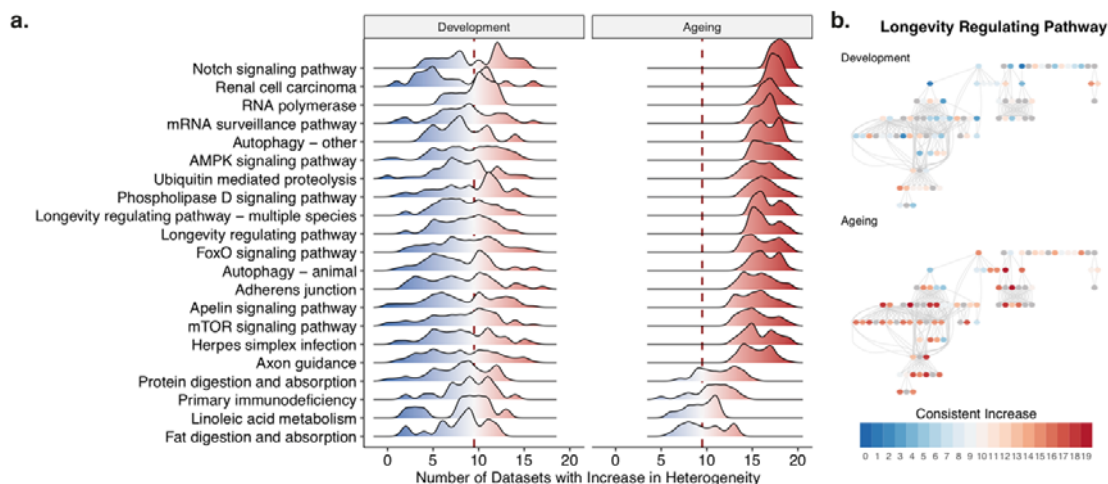 a.
Development
Ageing
Notch signaling pathway
Renal cell carcinoma
RNA polymerase
mRNA surveillance pathway
Autophagy – other
AMPK signaling pathway
Ubiquitin mediated proteolysis
Phospholipase D signaling pathway
Longevity regulating pathway – multiple species
Longevity regulating pathway
FoxO signaling pathway
Autophagy – animal
Adherens junction
Apelin signaling pathway
mTOR signaling pathway
Herpes simplex infection
Axon guidance
Protein digestion and absorption
Primary immunodeficiency
Linoleic acid metabolism
Fat digestion and absorption
0 5 10 15 20
0 5 10 15 20
Number of Datasets with Increase in Heterogeneity
b.
Longevity Regulating Pathway
Development
Ageing
Consistent Increase
0 1 2 3 4 5 6 7 8 9 10 11 12 13 14 15 16 17 18 19